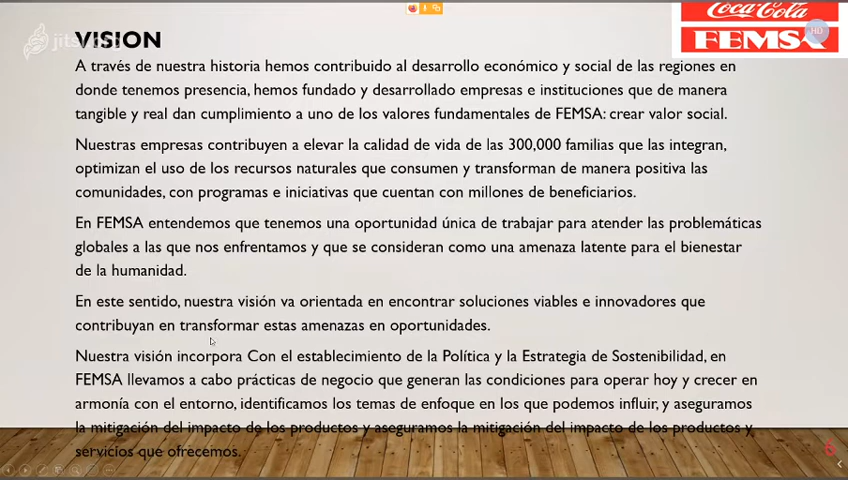 jitsi.org
VISION
Coca-Cola
FEMSA
HD
A través de nuestra historia hemos contribuido al desarrollo económico y social de las regiones en
donde tenemos presencia, hemos fundado y desarrollado empresas e instituciones que de manera
tangible y real dan cumplimiento a uno de los valores fundamentales de FEMSA: crear valor social.
Nuestras empresas contribuyen a elevar la calidad de vida de las 300,000 familias que las integran,
optimizan el uso de los recursos naturales que consumen y transforman de manera positiva las
comunidades, con programas e iniciativas que cuentan con millones de beneficiarios.
En FEMSA entendemos que tenemos una oportunidad única de trabajar para atender las problemáticas
globales a las que nos enfrentamos y que se consideran como una amenaza latente para el bienestar
de la humanidad.
En este sentido, nuestra visión va orientada en encontrar soluciones viables e innovadores que
contribuyan en transformar estas amenazas en oportunidades.
Nuestra visión incorpora Con el establecimiento de la Política y la Estrategia de Sostenibilidad, en
FEMSA llevamos a cabo prácticas de negocio que generan las condiciones para operar hoy y crecer en
armonía con el entorno, identificamos los temas de enfoque en los que podemos influir, y aseguramos
la mitigación del impacto de los productos y aseguramos la mitigación del impacto de los productos y
servicios que ofrecemos.
6